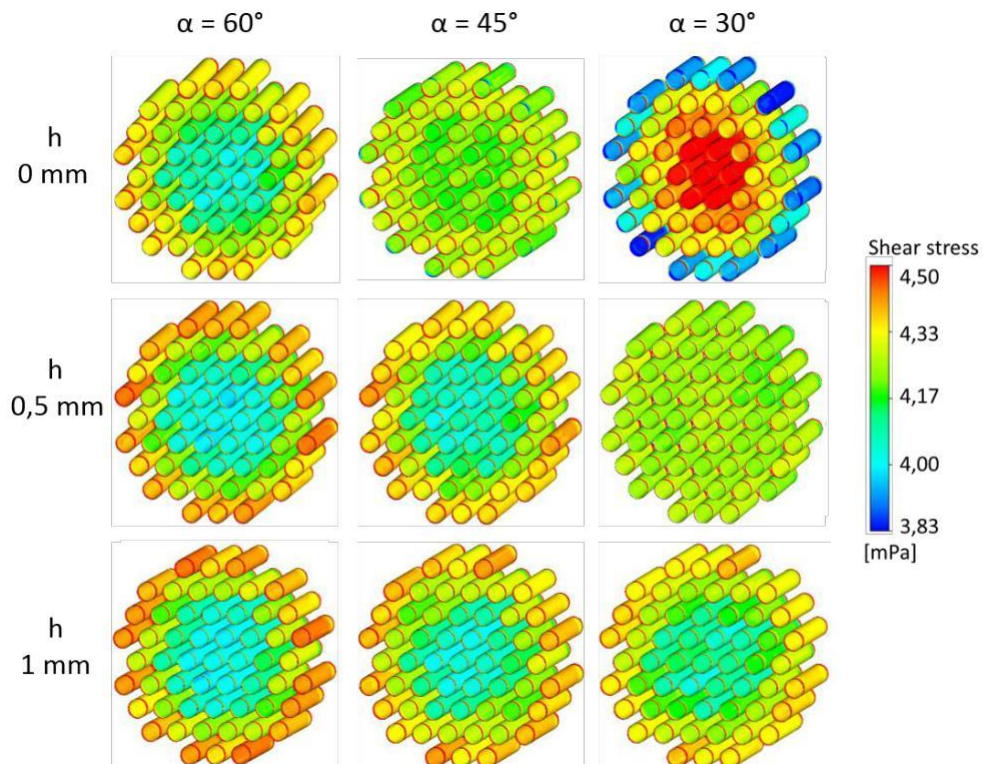 α = 60°
α = 45°
α = 30°
h
0 mm
h
0,5 mm
h
1 mm
Shear stress
4,50
4,33
4,17
4,00
3,83
[mPa]